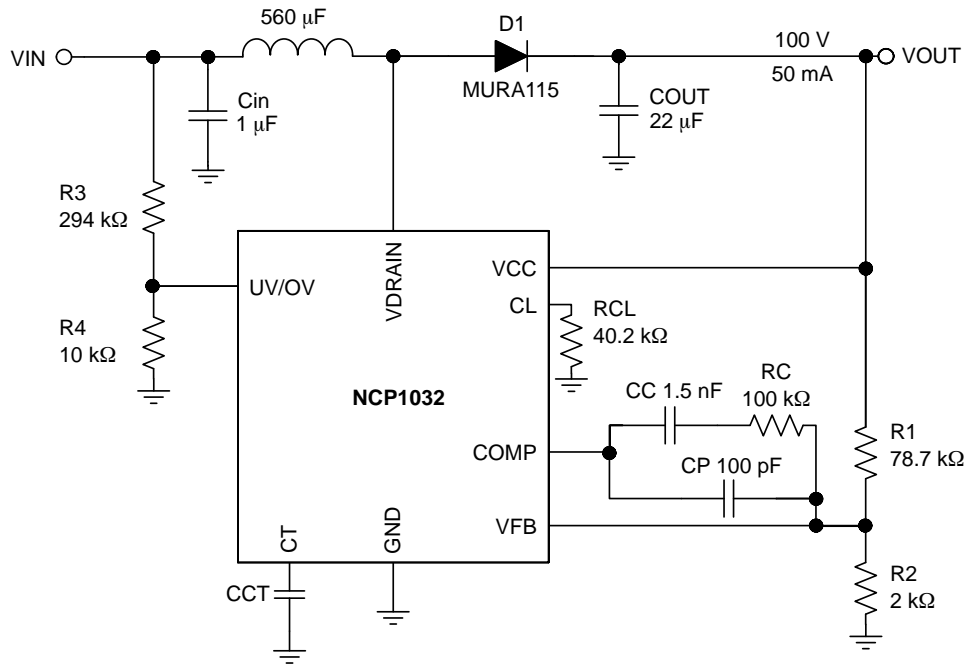 560 μF
D1
VIN
100 V
VOUT
50 mA
MURA115
Cin
1 μF
COUT
22 μF
R3
294 kΩ
VCC
UV/OV
VDRAIN
CL
RCL
40.2 kΩ
R4
10 kΩ
NCP1032
RC
100 kΩ
CC 1.5 nF
R1
78.7 kΩ
COMP
CP 100 pF
VFB
CT
GND
R2
2 kΩ
CCT